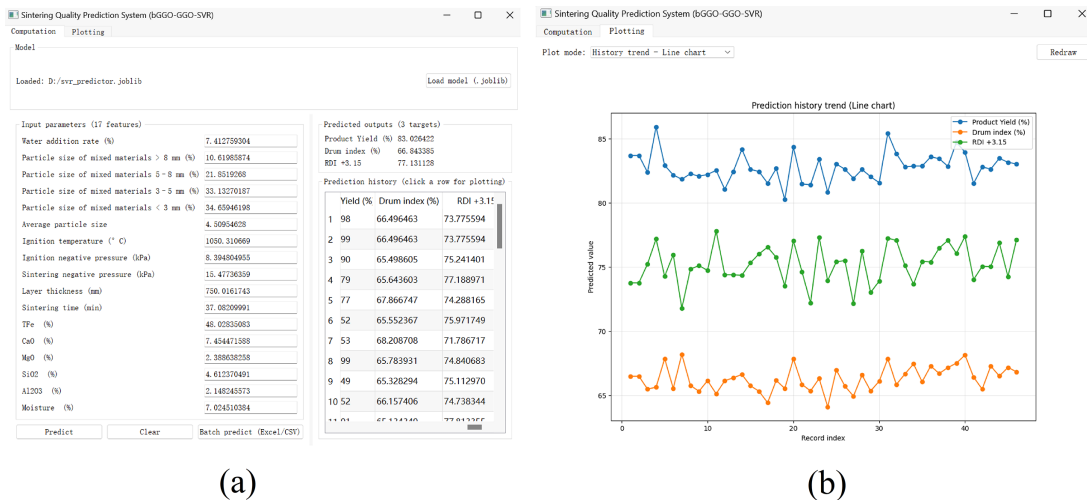 Sintering Quality Prediction System (bGGO-GGO-SVR)
Computation Plotting
Model
Loaded: D:/svr_predictor.joblib
Load model (.joblib)
Input parameters (17 features)
Water addition rate (%) 7.412759304
Particle size of mixed materials > 8 mm (%) 10.61985874
Particle size of mixed materials 5-8 mm (%) 21.8519268
Particle size of mixed materials 3-5 mm (%) 33.13270187
Particle size of mixed materials < 3 mm (%) 34.65946198
Average particle size 4.50954628
Ignition temperature (° C) 1050.310669
Ignition negative pressure (kPa) 8.394804955
Sintering negative pressure (kPa) 15.47736359
Layer thickness (mm) 750.0161743
Sintering time (min) 37.08209991
TFe (%) 48.02835083
CaO (%) 7.454471588
MgO (%) 2.388638258
SiO2 (%) 4.612370491
Al2O3 (%) 2.148245573
Moisture (%) 7.024510384
Predict Clear Batch predict (Excel/CSV)
Predicted outputs (3 targets)
Product Yield (%) 83.026422
Drum index (%) 66.843385
RDI +3.15 77.131128
Prediction history (click a row for plotting)
Yield (% Drum index (%) RDI +3.15
1 98 66.496463 73.775594
2 99 66.496463 73.775594
3 90 65.498605 75.241401
4 79 65.643603 77.188971
5 77 67.866747 74.288165
6 52 65.552367 75.971749
7 53 68.208708 71.786717
8 99 65.783931 74.840683
9 49 65.328294 75.112970
10 52 66.157406 74.738344
(a)
Sintering Quality Prediction System (bGGO-GGO-SVR)
Computation Plotting
Plot mode: History trend - Line chart
Redraw
Prediction history trend (Line chart)
Product Yield (%)
Drum index (%)
RDI +3.15
Predicted value
85
80
75
70
65
0 10 20 30 40
Record index
(b)